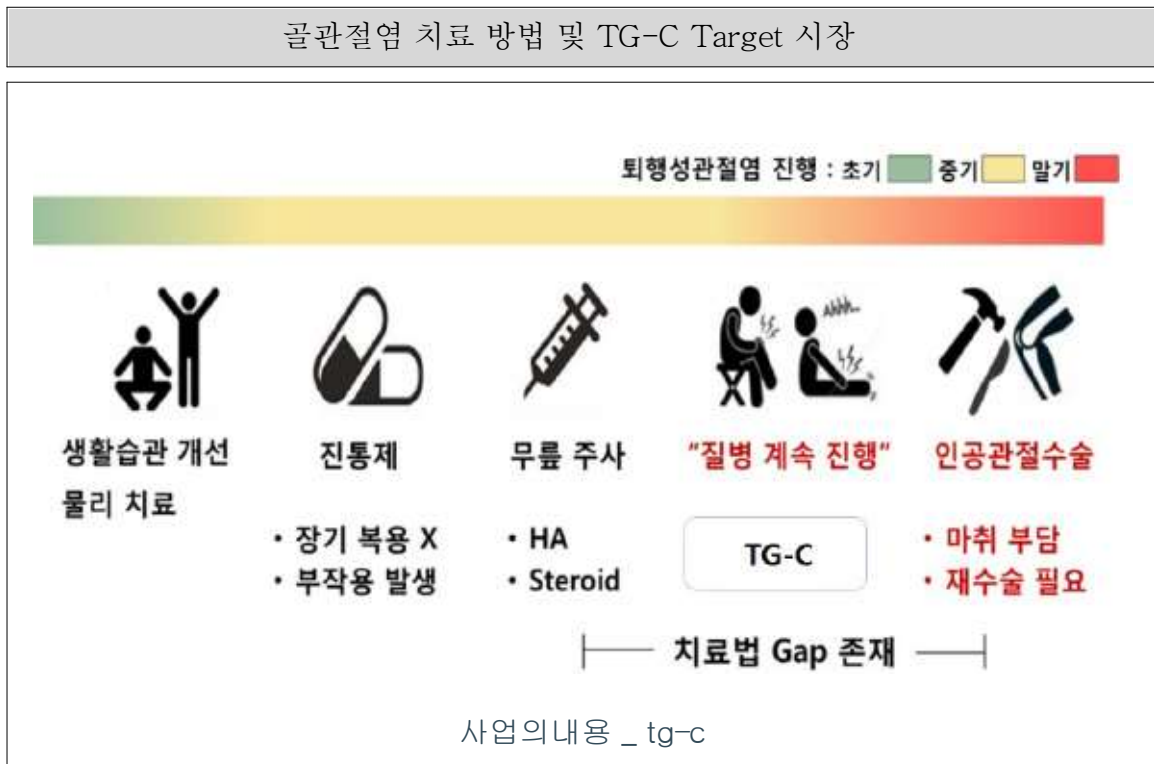 골관절염 치료 방법 및 TG-C Target 시장
퇴행성관절염 진행 : 초기 중기 말기
Ahhh...
생활습관 개선
물리 치료
진통제
• 장기 복용 X
• 부작용 발생
무릎 주사
• HA
• Steroid
"질병 계속 진행"
TG-C
인공관절수술
• 마취 부담
• 재수술 필요
치료법 Gap 존재
사업의내용 _ tg-c